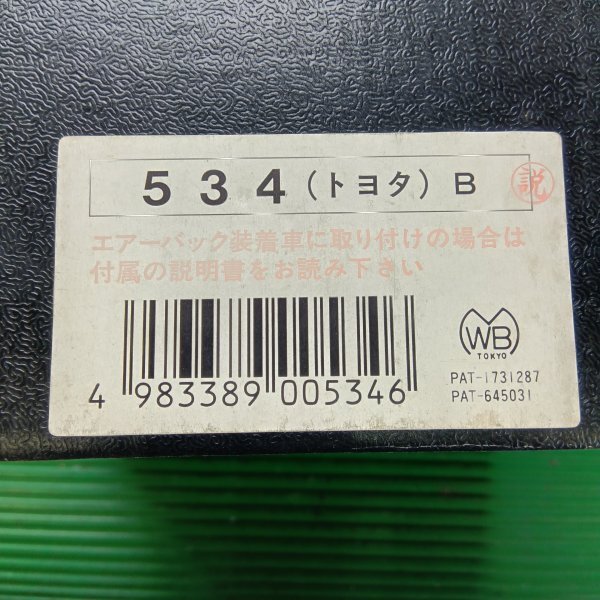 534(トヨタ) B
説
エアーバック装着車に取り付けの場合は
付属の説明書をお読み下さい
4 983389 005346
WB
TOKYO
PAT-1731287
PAT-645031